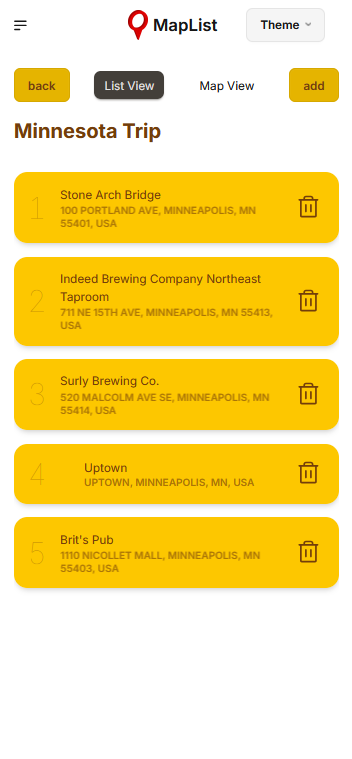 MapList
Theme
back
List View
Map View
add
Minnesota Trip
1
Stone Arch Bridge
100 PORTLAND AVE, MINNEAPOLIS, MN
55401, USA
2
Indeed Brewing Company Northeast
Taproom
711 NE 15TH AVE, MINNEAPOLIS, MN 55413,
USA
3
Surly Brewing Co.
520 MALCOLM AVE SE, MINNEAPOLIS, MN
55414, USA
4
Uptown
UPTOWN, MINNEAPOLIS, MN, USA
5
Brit's Pub
1110 NICOLLET MALL, MINNEAPOLIS, MN
55403, USA